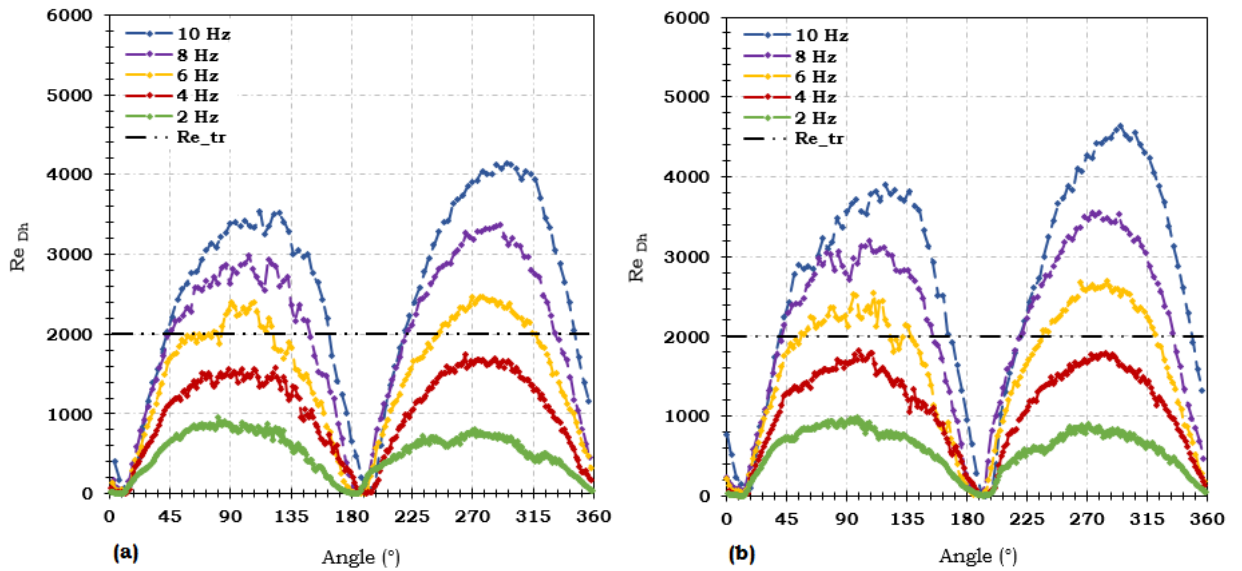 6000
5000
4000
3000
2000
1000
0
Re Dh
10 Hz
8 Hz
6 Hz
4 Hz
2 Hz
Re_tr
0 45 90 135 180 225 270 315 360
(a) Angle (°)
6000
5000
4000
3000
2000
1000
0
Re Dh
10 Hz
8 Hz
6 Hz
4 Hz
2 Hz
Re_tr
0 45 90 135 180 225 270 315 360
(b) Angle (°)